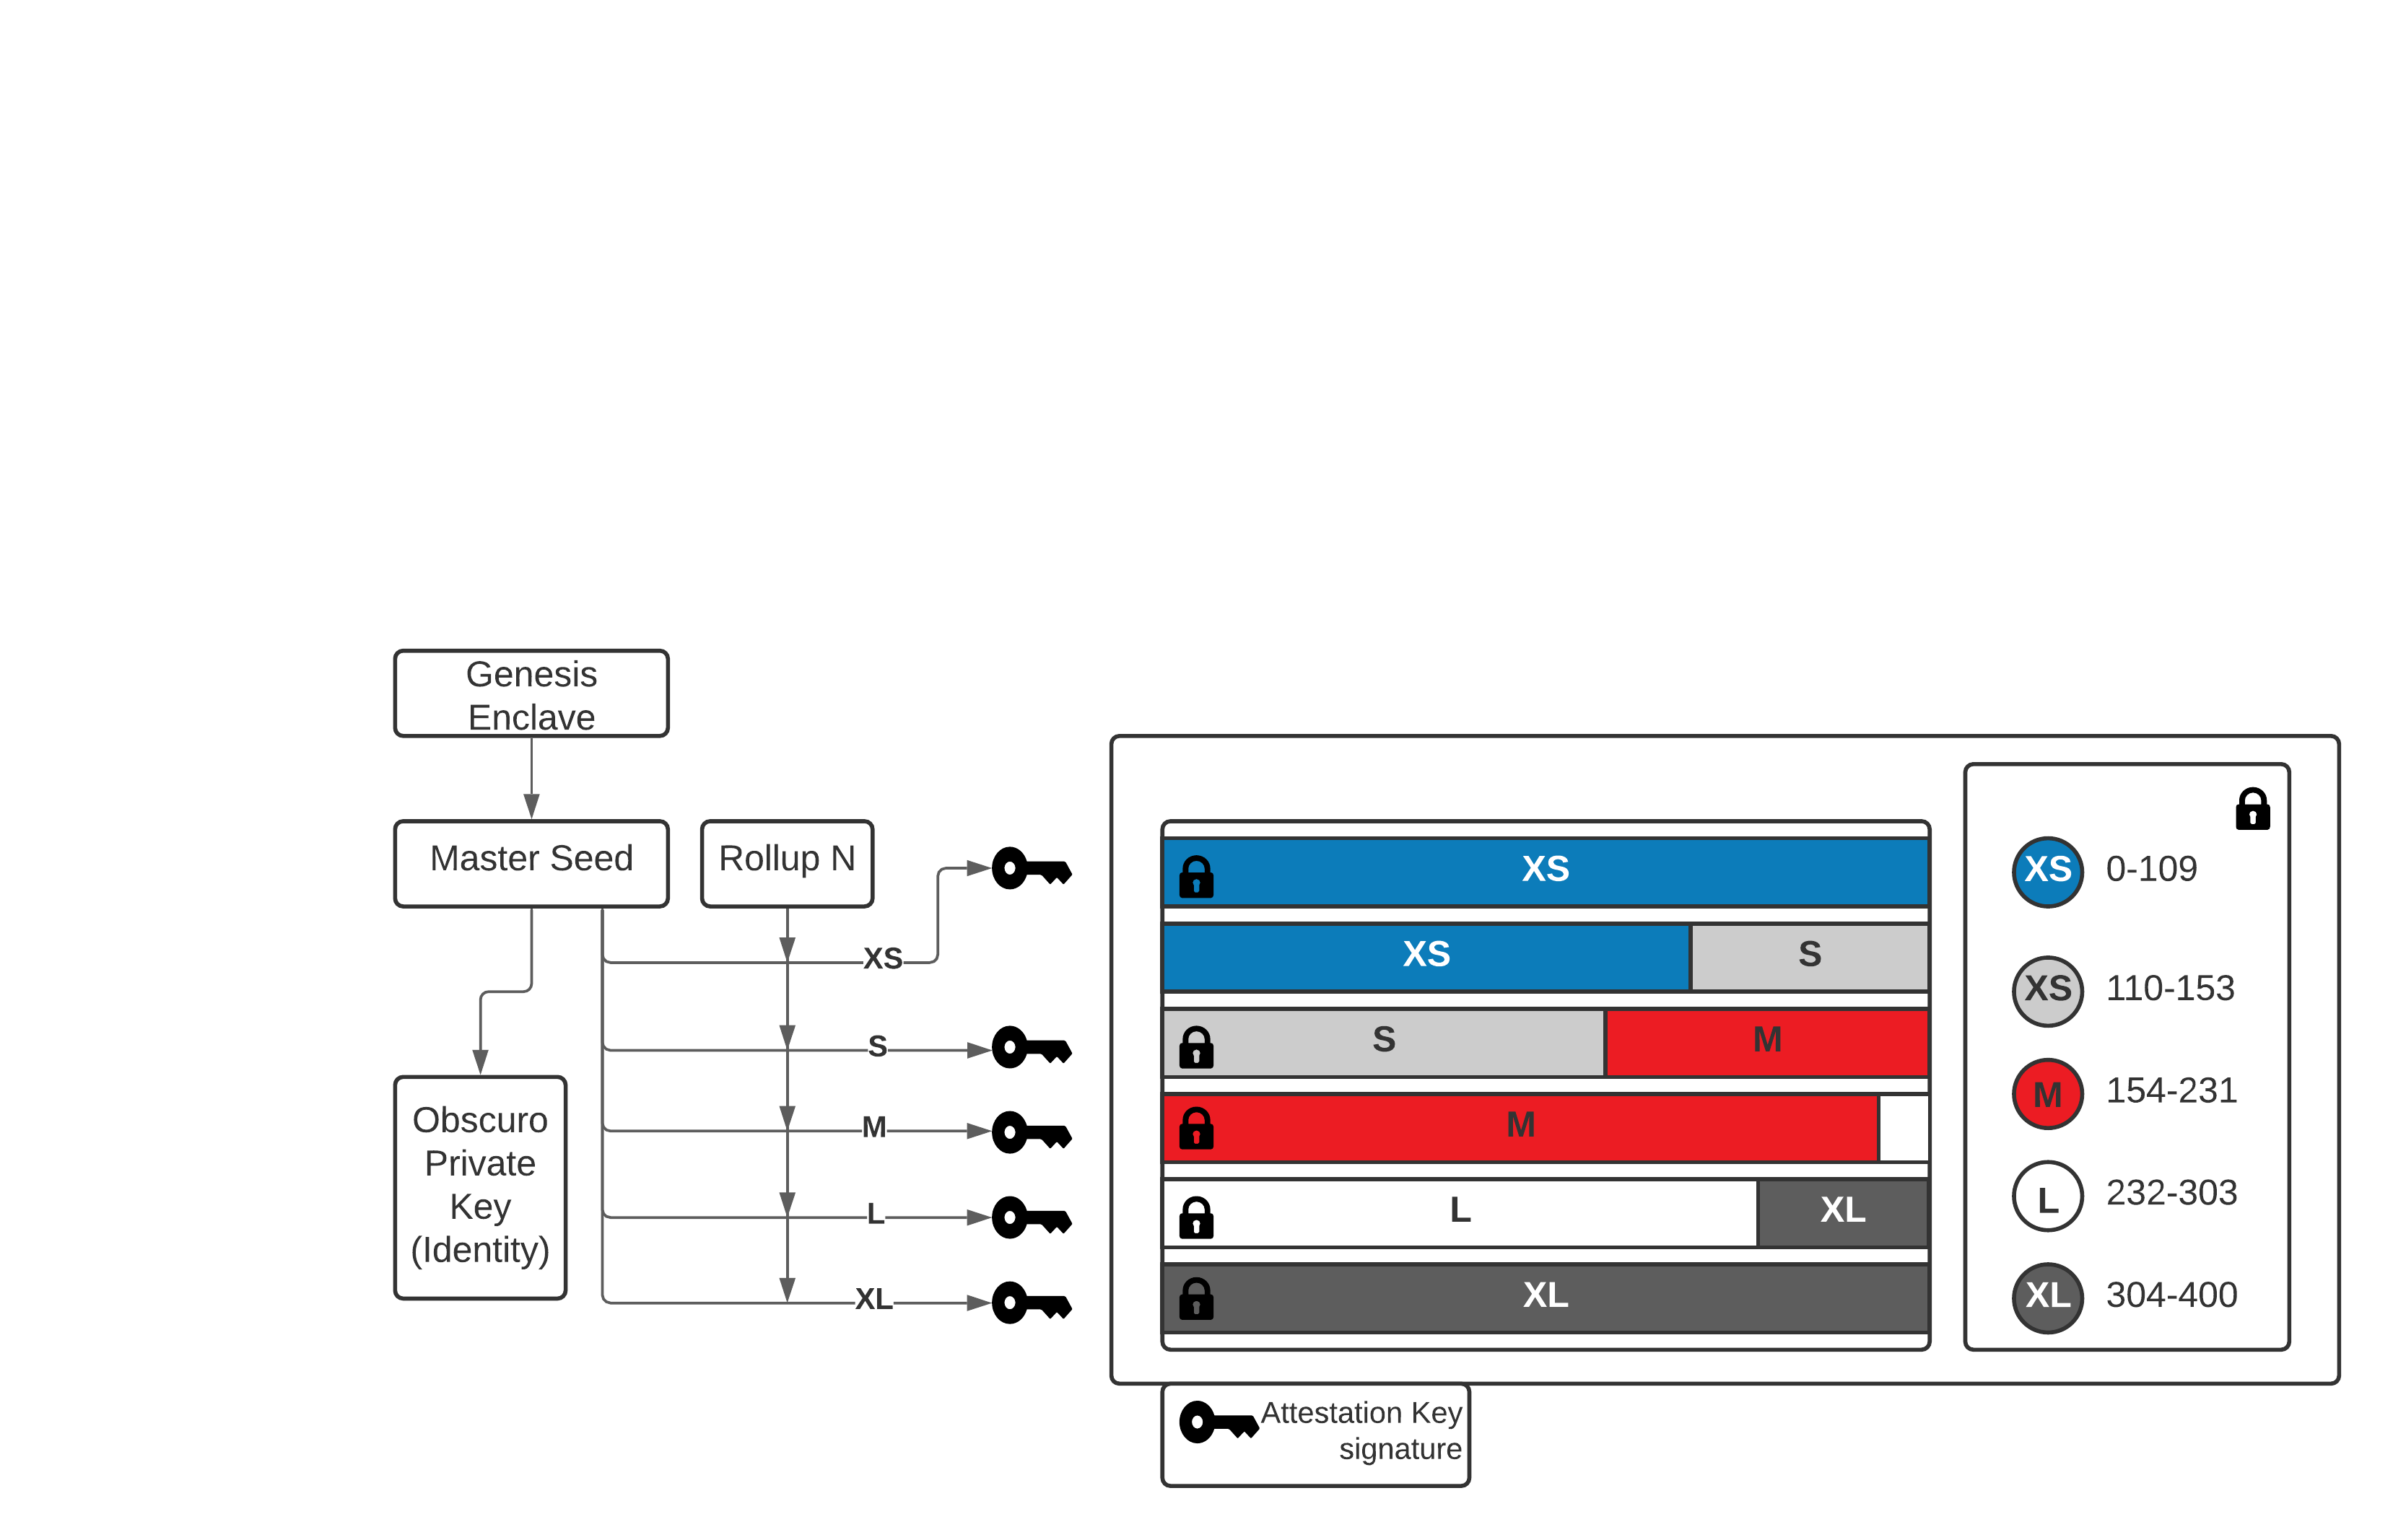 Genesis
Enclave
Master Seed
Rollup N
XS
S
M
L
XL
Obscuro
Private
Key
(Identity)
XS
XS S
S M
M
L XL
XL
XS 0-109
XS 110-153
M 154-231
L 232-303
XL 304-400
Attestation Key
signature